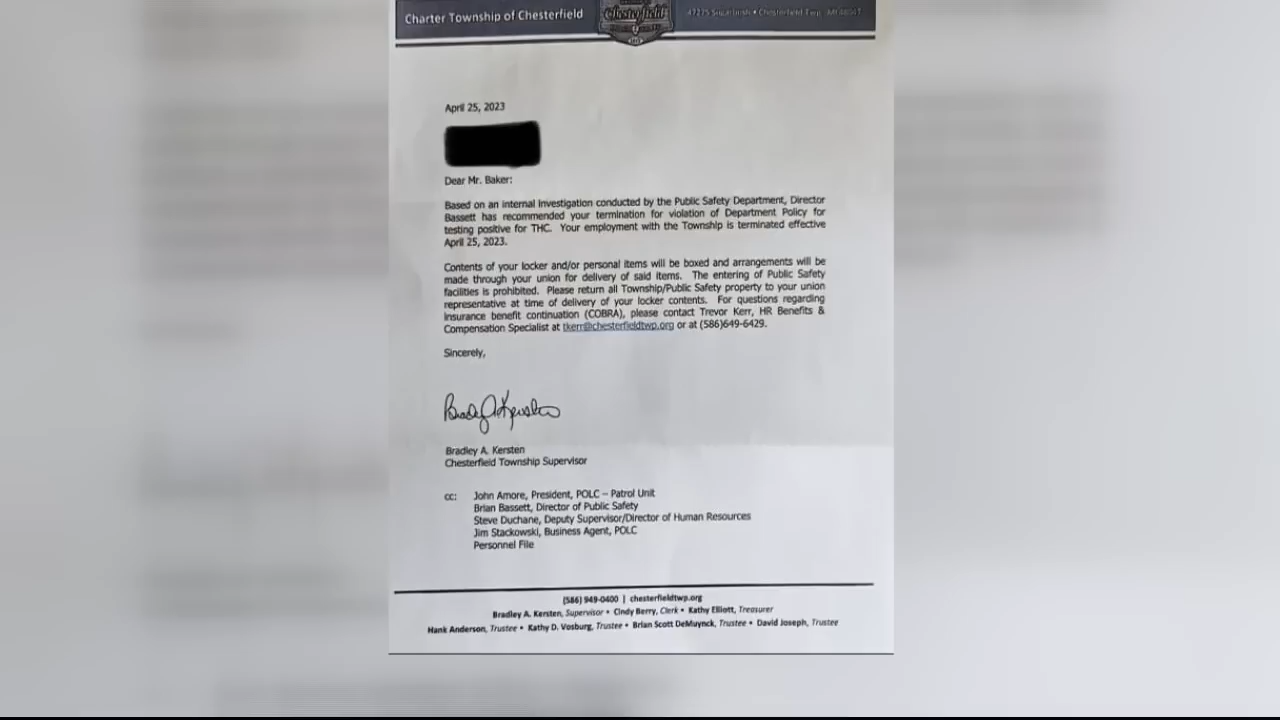 Charter Township of Chesterfield
Chesterfield
47275 Sugarbush • Chesterfield Twp., MI 48047
April 25, 2023
Dear Mr. Baker:
Based on an internal investigation conducted by the Public Safety Department, Director
Bassett has recommended your termination for violation of Department Policy for
testing positive for THC. Your employment with the Township is terminated effective
April 25, 2023.
Contents of your locker and/or personal items will be boxed and arrangements will be
made through your union for delivery of said items. The entering of Public Safety
facilities is prohibited. Please return all Township/Public Safety property to your union
representative at time of delivery of your locker contents. For questions regarding
insurance benefit continuation (COBRA), please contact Trevor Kerr, HR Benefits &
Compensation Specialist at tkerr@chesterfieldtwp.org or at (586)649-6429.
Sincerely,
Bradley A. Kersten
Chesterfield Township Supervisor
cc: John Amore, President, POLC – Patrol Unit
Brian Bassett, Director of Public Safety
Steve Duchane, Deputy Supervisor/Director of Human Resources
Jim Stackowski, Business Agent, POLC
Personnel File
(586) 949-0400 | chesterfieldtwp.org
Bradley A. Kersten, Supervisor • Cindy Berry, Clerk • Kathy Elliott, Treasurer
Hank Anderson, Trustee • Kathy D. Vosburg, Trustee • Brian Scott DeMuynck, Trustee • David Joseph, Trustee